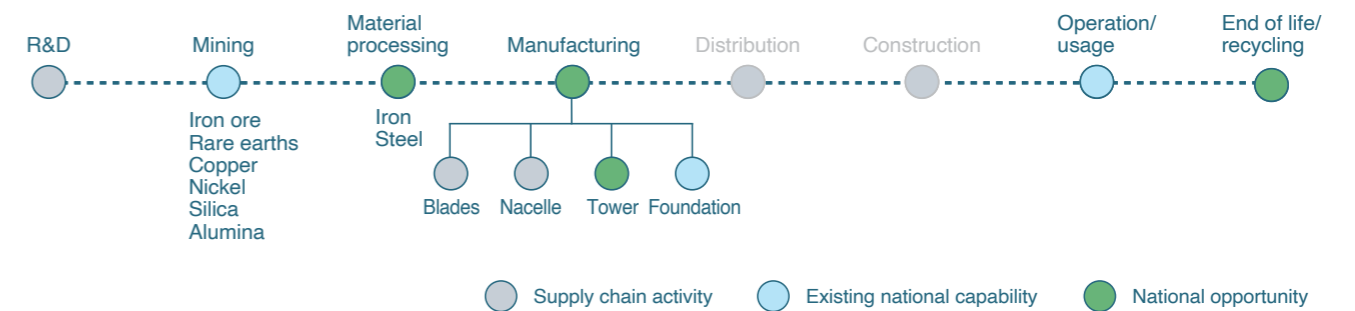 R&D
Mining
Material
processing
Manufacturing
Distribution
Construction
Operation/
usage
End of life/
recycling
Iron ore
Rare earths
Copper
Nickel
Silica
Alumina
Iron
Steel
Blades
Nacelle
Tower
Foundation
Supply chain activity
Existing national capability
National opportunity